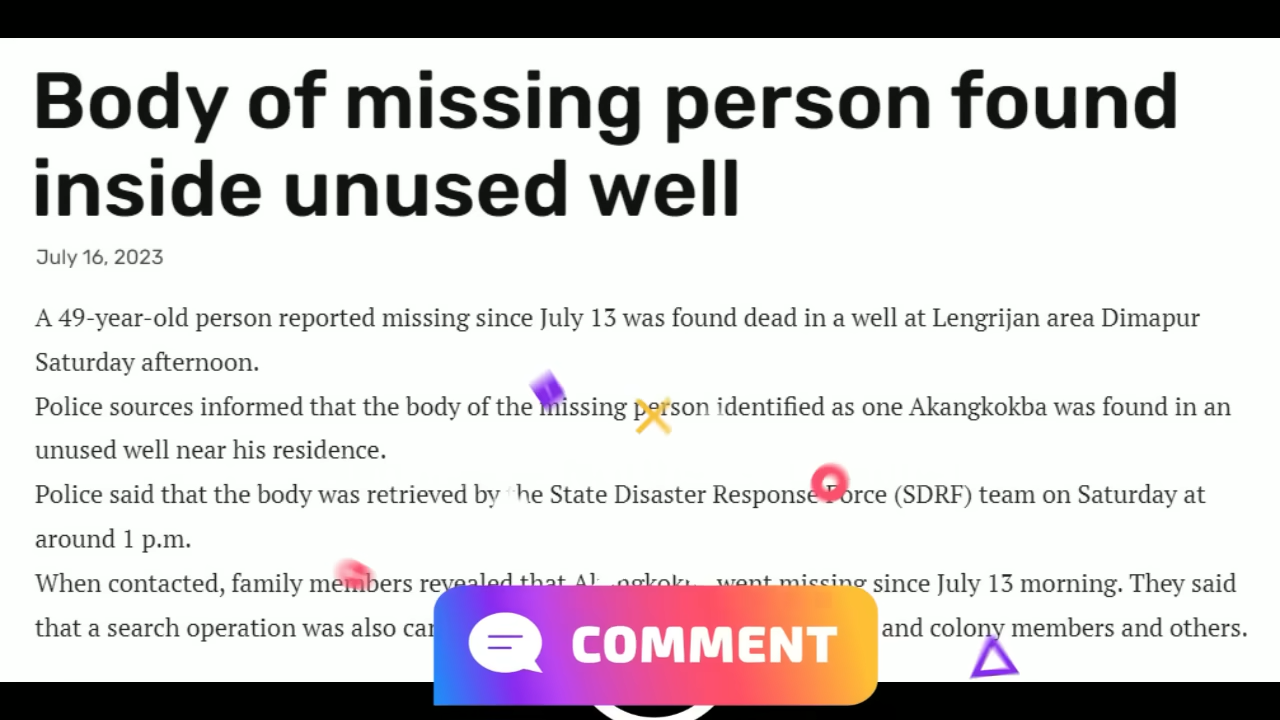 Body of missing person found
inside unused well
July 16, 2023
A 49-year-old person reported missing since July 13 was found dead in a well at Lengrijan area Dimapur
Saturday afternoon.
Police sources informed that the body of the missing person identified as one Akangkokba was found in an
unused well near his residence.
Police said that the body was retrieved by the State Disaster Response Force (SDRF) team on Saturday at
around 1 p.m.
When contacted, family members revealed that went missing since July 13 morning. They said
that a search operation was also and colony members and others.
COMMENT